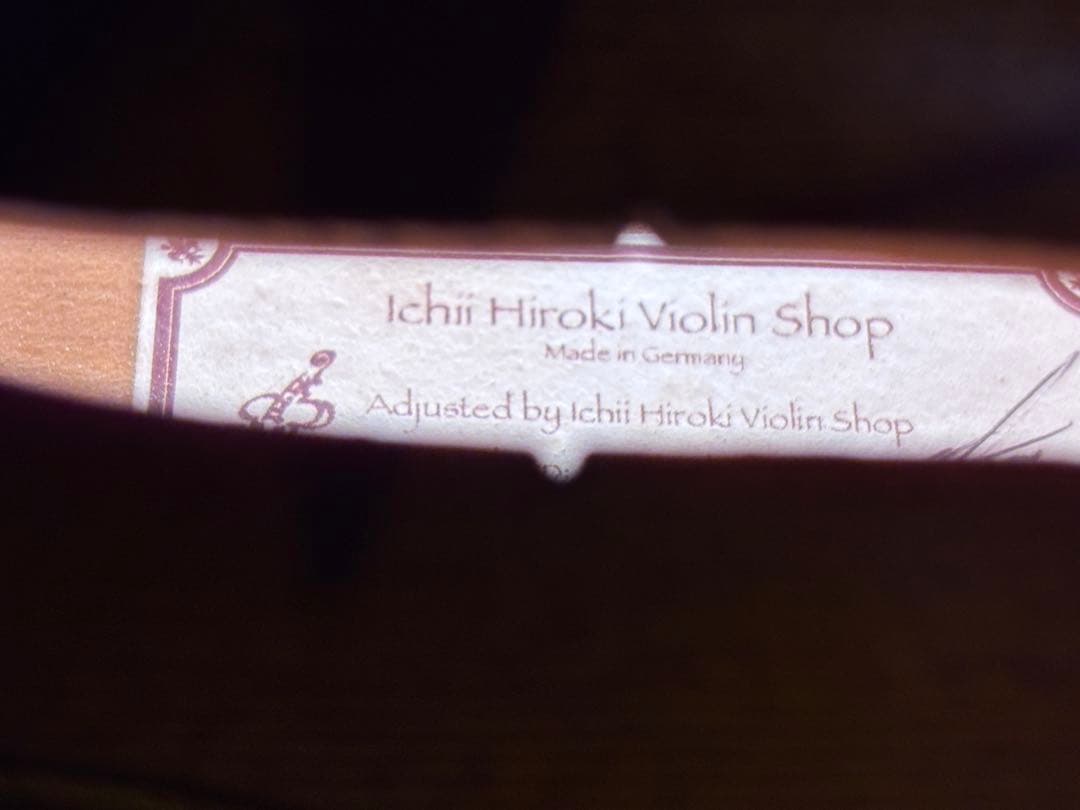 Ichii Hiroki Violin Shop
Made in Germany
Adjusted by Ichii Hiroki Violin Shop